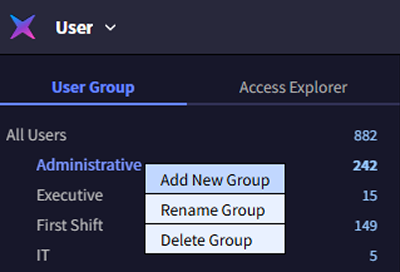 User
User Group
Access Explorer
All Users 882
Administrative 242
Add New Group
Executive 15
Rename Group
First Shift 149
Delete Group
IT 5